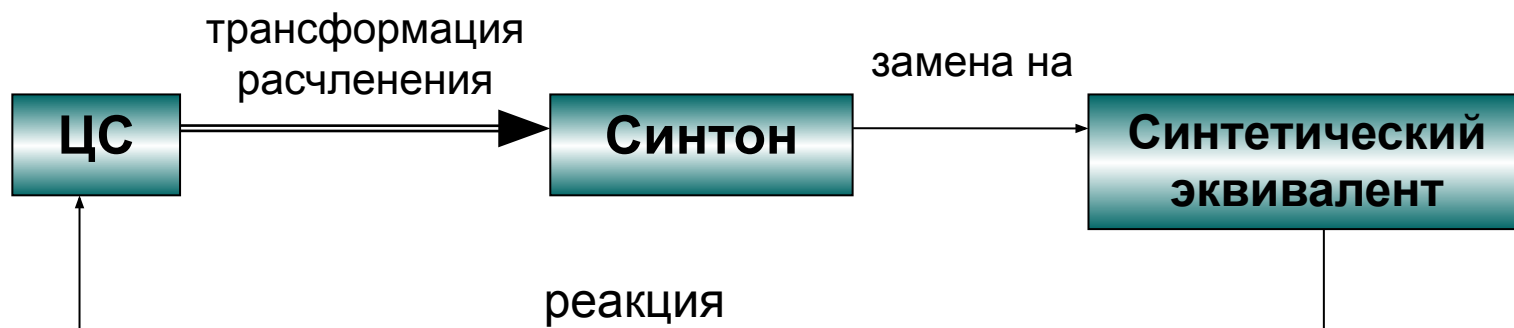 трансформация
расчленения
замена на
ЦС
Синтон
Синтетический
эквивалент
реакция